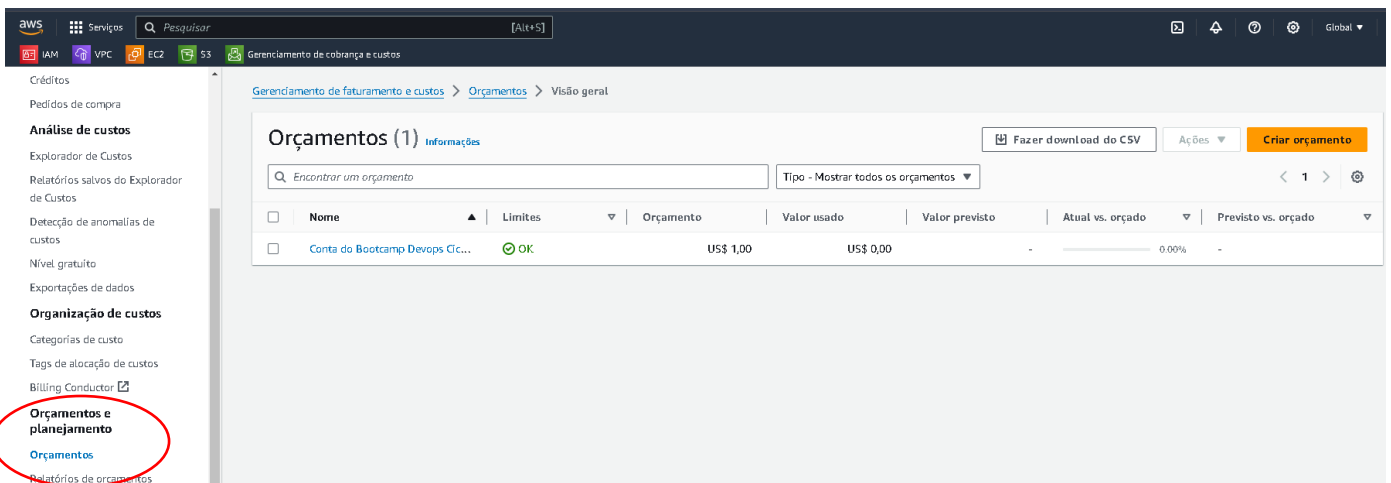 aws Serviços Pesquisar [Alt+S] Global
IAM VPC EC2 S3 Gerenciamento de cobrança e custos
Créditos
Pedidos de compra
Análise de custos
Explorador de Custos
Relatórios salvos do Explorador
de Custos
Detecção de anomalias de
custos
Nível gratuito
Exportações de dados
Organização de custos
Categorias de custo
Tags de alocação de custos
Billing Conductor
Orçamentos e
planejamento
Orçamentos
Relatórios de orçamentos
Gerenciamento de faturamento e custos > Orçamentos > Visão geral
Orçamentos (1) Informações Fazer download do CSV Ações Criar orçamento
Encontrar um orçamento Tipo - Mostrar todos os orçamentos 1
Nome Limites Orçamento Valor usado Valor previsto Atual vs. orçado Previsto vs. orçado
Conta do Bootcamp Devops Cic... OK US$ 1,00 US$ 0,00 - 0.00% -